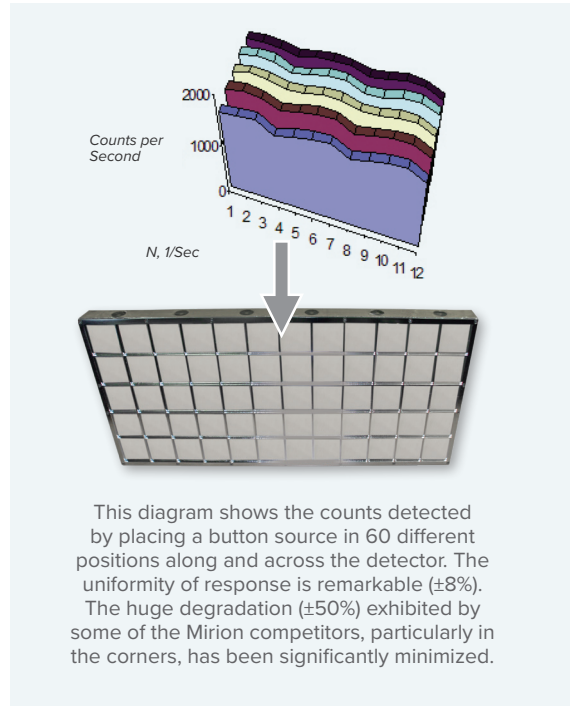 2000
Counts per
Second
1000
0
1 2 3 4 5 6 7 8 9 10 11 12
N, 1/Sec
This diagram shows the counts detected
by placing a button source in 60 different
positions along and across the detector. The
uniformity of response is remarkable (±8%).
The huge degradation (±50%) exhibited by
some of the Mirion competitors, particularly in
the corners, has been significantly minimized.